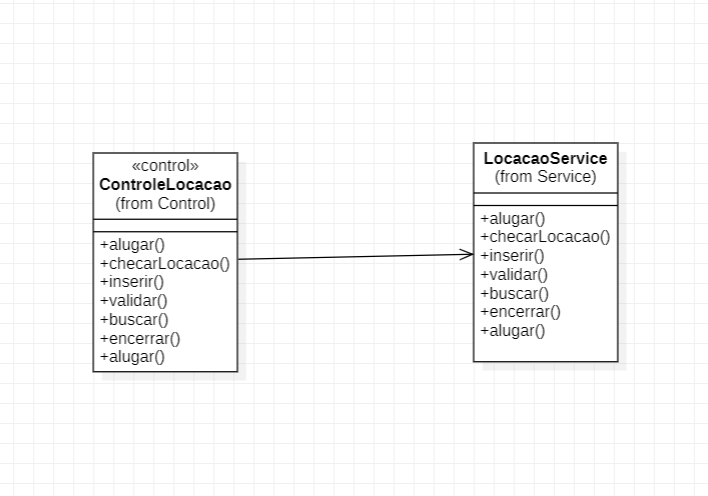 «control»
ControleLocacao
(from Control)
+alugar()
+checarLocacao()
+inserir()
+validar()
+buscar()
+encerrar()
+alugar()
LocacaoService
(from Service)
+alugar()
+checarLocacao()
+inserir()
+validar()
+buscar()
+encerrar()
+alugar()